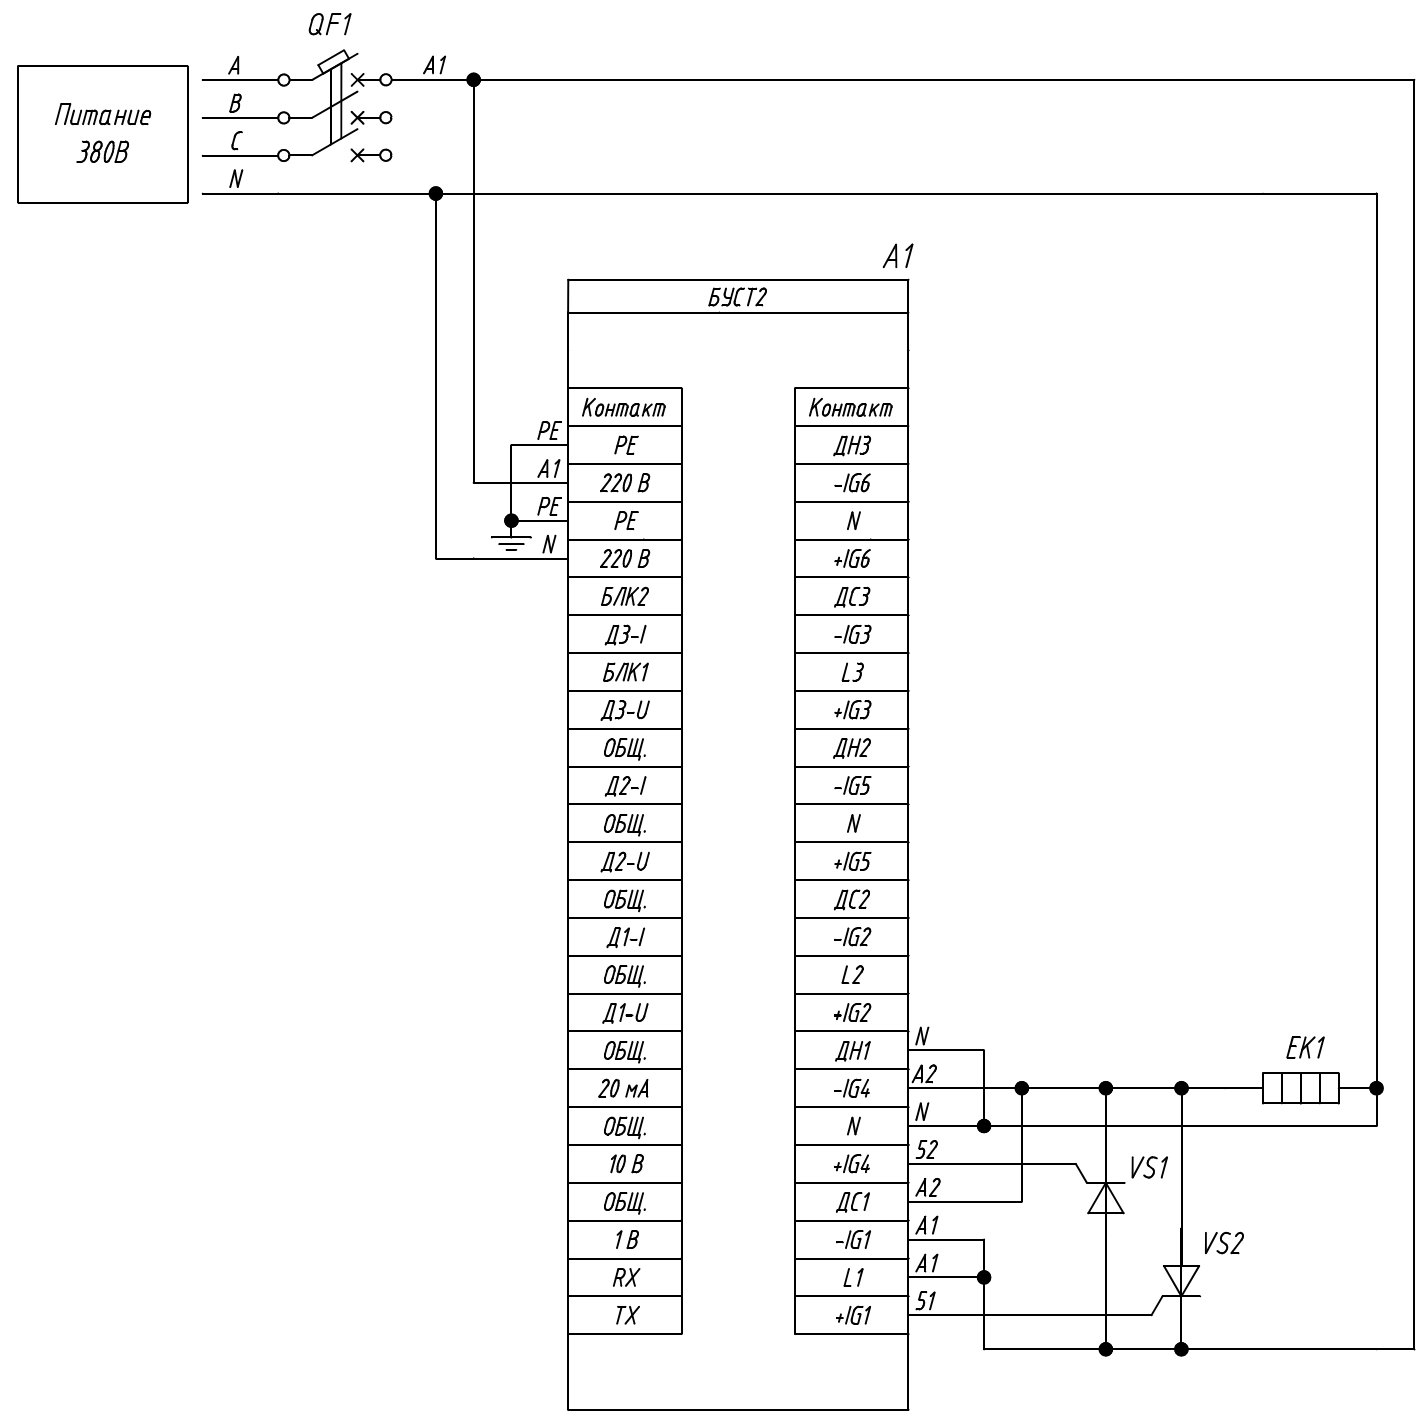 QF1
A
A1
B
C
N
Питание
380В
A1
БУСТ2
Контакт
PE
220 В
PE
220 В
БЛК2
Д3-I
БЛК1
Д3-U
ОБЩ.
Д2-I
ОБЩ.
Д2-U
ОБЩ.
Д1-I
ОБЩ.
Д1-U
ОБЩ.
20 мА
ОБЩ.
10 В
ОБЩ.
1 В
RX
TX
PE
A1
PE
N
Контакт
ДН3
-IG6
N
+IG6
ДС3
-IG3
L3
+IG3
ДН2
-IG5
N
+IG5
ДС2
-IG2
L2
+IG2
ДН1
-IG4
N
+IG4
ДС1
-IG1
L1
+IG1
N
A2
N
52
A2
A1
A1
51
EK1
VS1
VS2